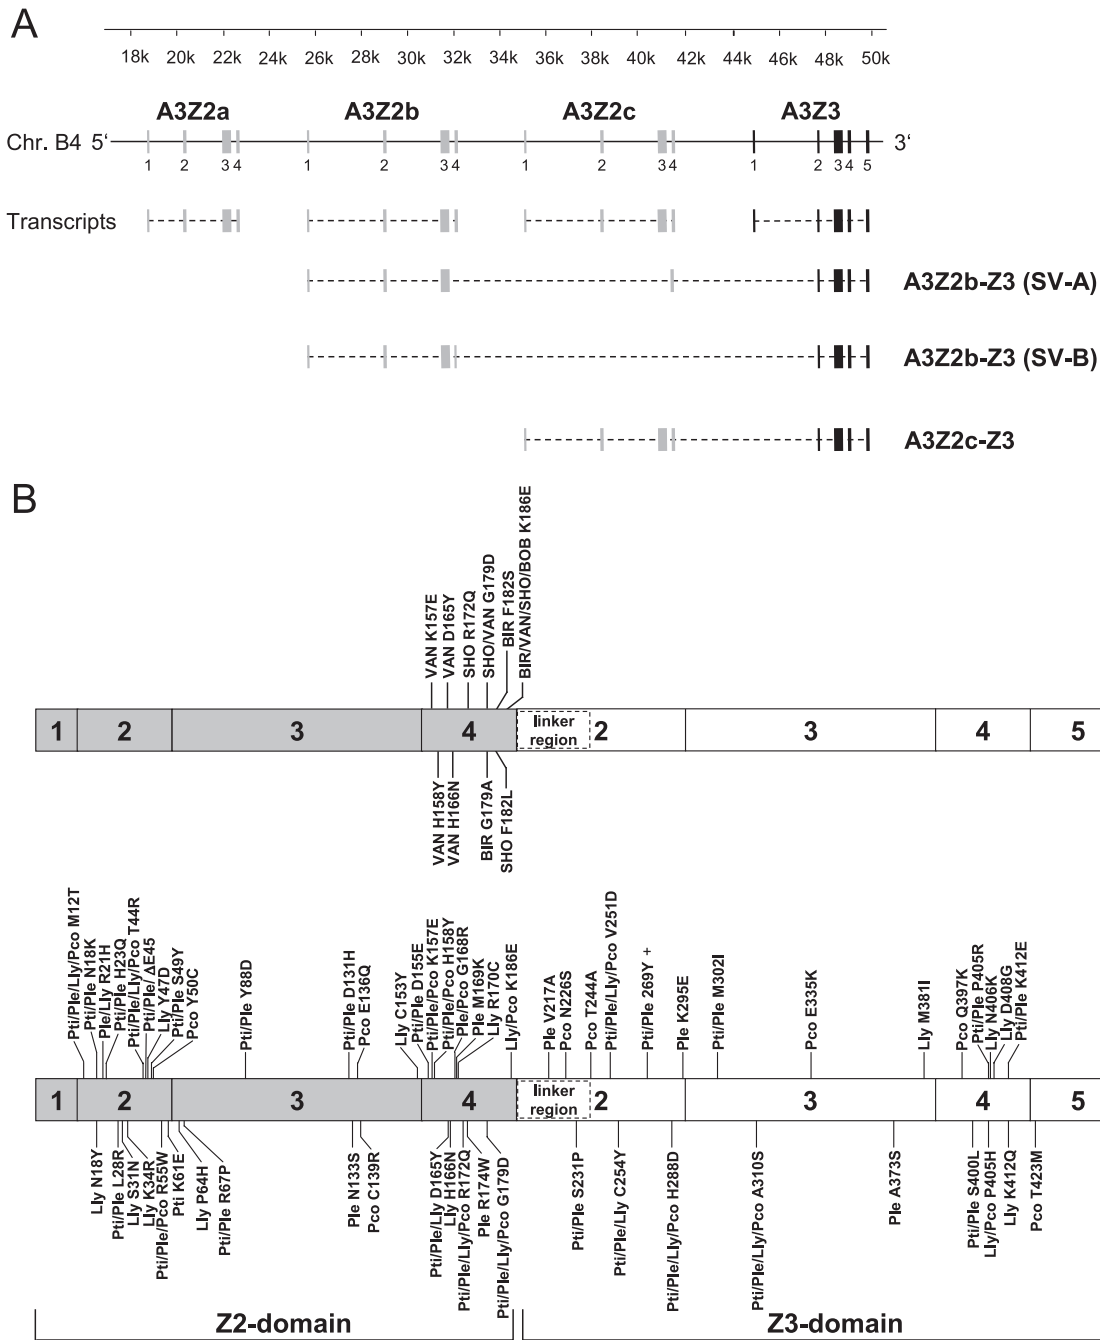 A
18k 20k 22k 24k 26k 28k 30k 32k 34k 36k 38k 40k 42k 44k 46k 48k 50k
A3Z2a A3Z2b A3Z2c A3Z3
Chr. B4 5‘ 3‘
1 2 3 4 1 2 3 4 1 2 3 4 1 2 3 4 5
Transcripts
A3Z2b-Z3 (SV-A)
A3Z2b-Z3 (SV-B)
A3Z2c-Z3
B
VAN K157E
VAN D165Y
SHO R172Q
SHO/VAN G179D
BIR F182S
BIR/VAN/SHO/BOB K186E
1 2 3 4 linker region 2 3 4 5
VAN H158Y
VAN H166N
BIR G179A
SHO F182L
Pti/Ple/Lly/Pco M12T
Pti/Ple N18K
Ple/Lly R21H
Pti/Ple H23Q
Pti/Ple/Lly/Pco T44R
Pti/Ple/ ΔE45
Lly Y47D
Pti/Ple S49Y
Pco Y50C
Pti/Ple Y88D
Pti/Ple D131H
Pco E136Q
Lly C153Y
Pti/Ple D155E
Pti/Ple/Pco K157E
Pti/Ple/Pco H158Y
Ple/Pco G168R
Ple M169K
Lly R170C
Lly/Pco K186E
Ple V217A
Pco N226S
Pco T244A
Pti/Ple/Lly/Pco V251D
Pti/Ple 269Y +
Ple K295E
Pti/Ple M302I
Pco E335K
Lly M381I
Pco Q397K
Pti/Ple P405R
Lly N406K
Lly D408G
Pti/Ple K412E
1 2 3 4 linker region 2 3 4 5
Lly N18Y
Pti/Ple L28R
Lly S31N
Lly K34R
Pti/Ple/Pco R55W
Pti K61E
Lly P64H
Pti/Ple R67P
Ple N133S
Pco C139R
Pti/Ple/Lly D165Y
Lly H166N
Pti/Ple/Lly/Pco R172Q
Ple R174W
Pti/Ple/Lly/Pco G179D
Pti/Ple S231P
Pti/Ple/Lly C254Y
Pti/Ple/Lly/Pco H288D
Pti/Ple/Lly/Pco A310S
Ple A373S
Pti/Ple S400L
Lly/Pco P405H
Lly K412Q
Pco T423M
Z2-domain Z3-domain